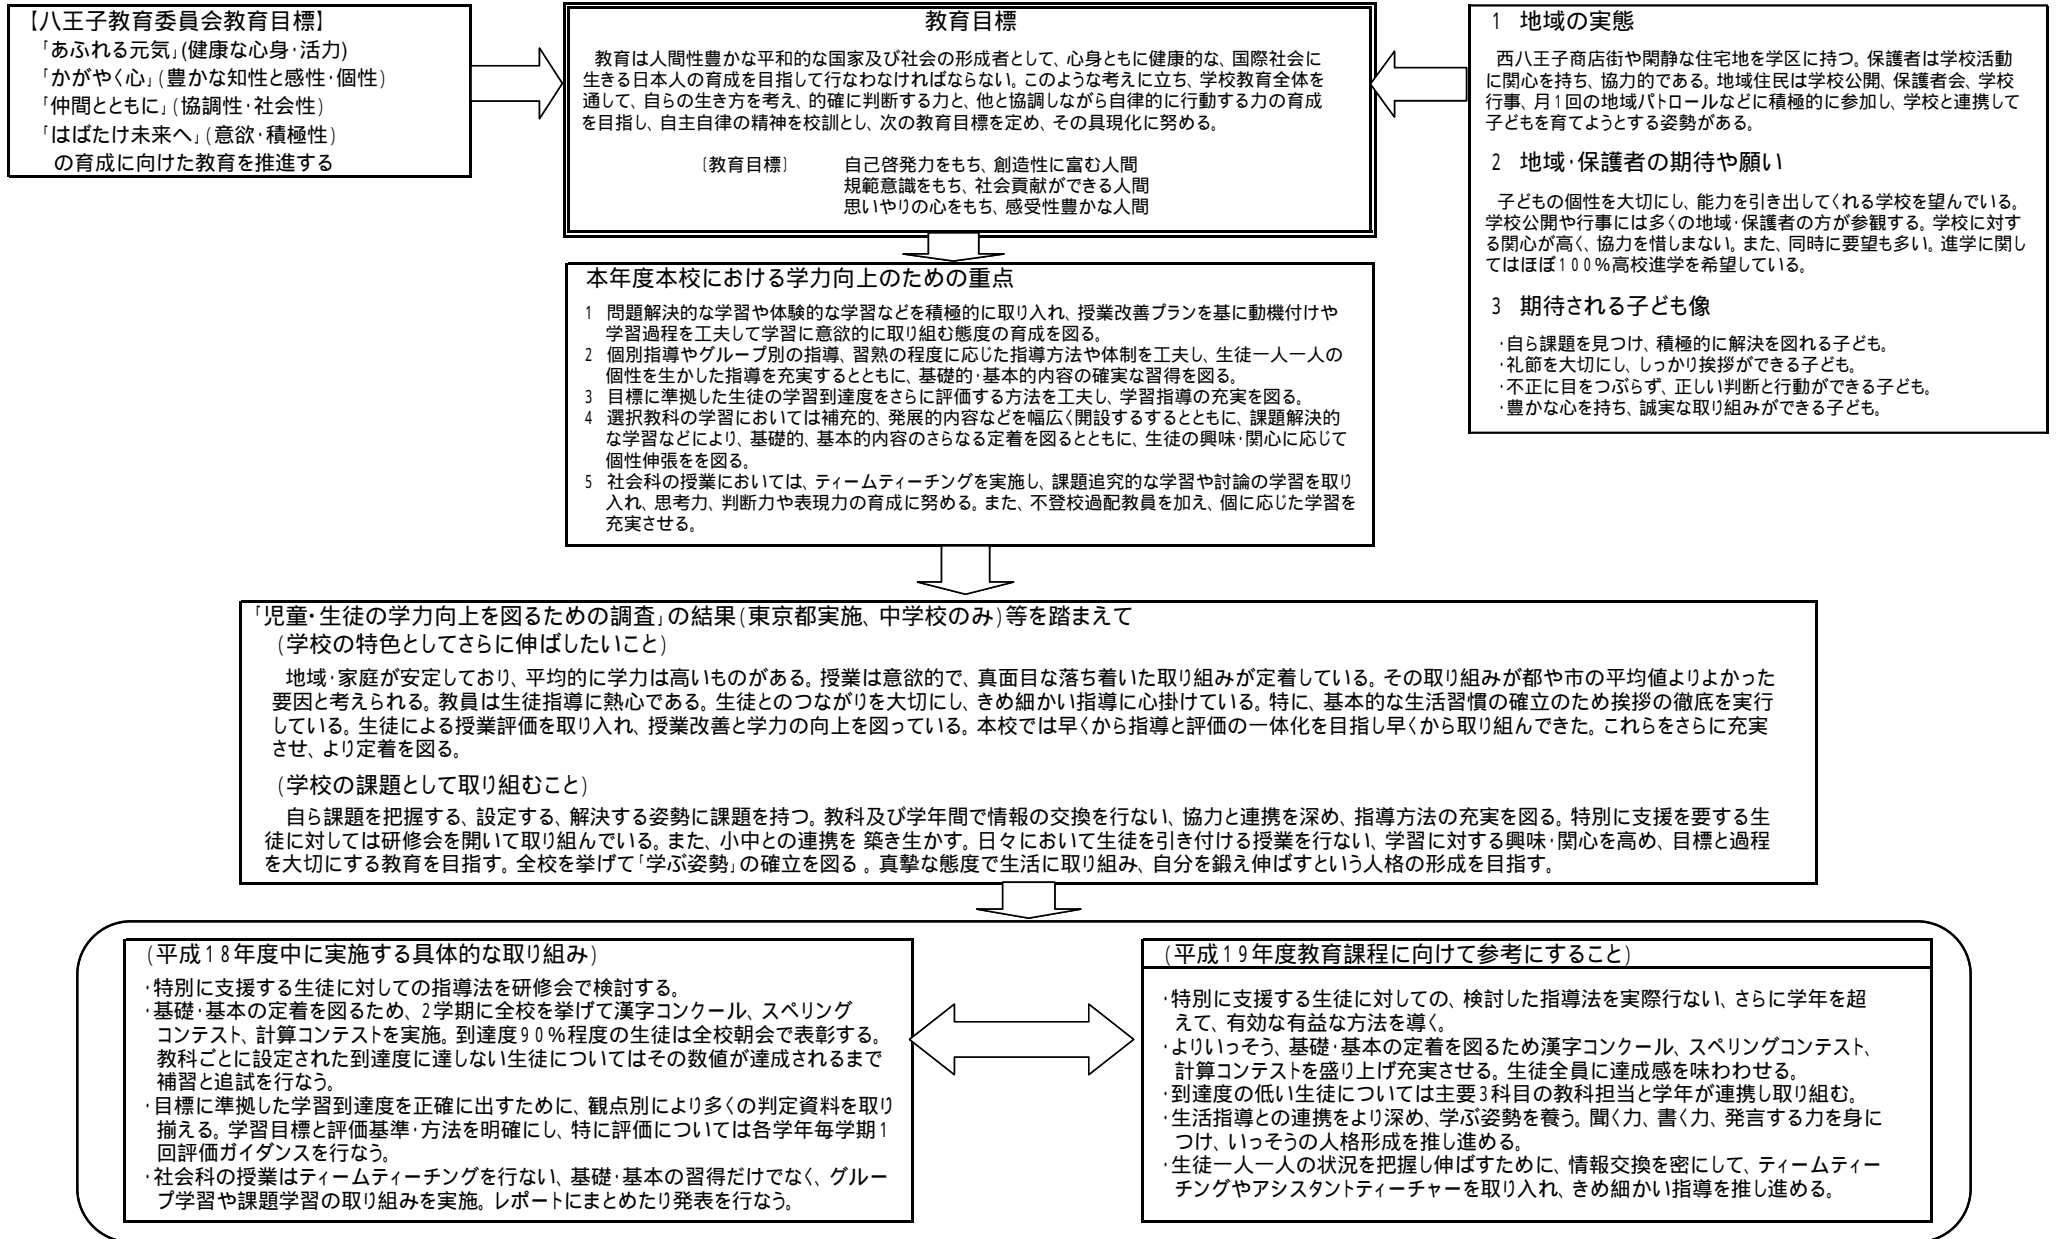 【八王子教育委員会教育目標】
「あふれる元気」(健康な心身・活力)
「かがやく心」(豊かな知性と感性・個性)
「仲間とともに」(協調性・社会性)
「はばたけ未来へ」(意欲・積極性)
の育成に向けた教育を推進する
教育目標
教育は人間性豊かな平和的な国家及び社会の形成者として、心身ともに健康的な、国際社会に
生きる日本人の育成を目指して行なわなければならない。このような考えに立ち、学校教育全体を
通して、自らの生き方を考え、的確に判断する力と、他と協調しながら自律的に行動する力の育成
を目指し、自主自律の精神を校訓とし、次の教育目標を定め、その具現化に努める。
〔教育目標〕 自己啓発力をもち、創造性に富む人間
規範意識をもち、社会貢献ができる人間
思いやりの心をもち、感受性豊かな人間
1 地域の実態
西八王子商店街や閑静な住宅地を学区に持つ。保護者は学校活動
に関心を持ち、協力的である。地域住民は学校公開、保護者会、学校
行事、月1回の地域パトロールなどに積極的に参加し、学校と連携して
子どもを育てようとする姿勢がある。
2 地域・保護者の期待や願い
子どもの個性を大切にし、能力を引き出してくれる学校を望んでいる。
学校公開や行事には多くの地域・保護者の方が参観する。学校に対す
る関心が高く、協力を惜しまない。また、同時に要望も多い。進学に関し
てはほぼ100%高校進学を希望している。
3 期待される子ども像
・自ら課題を見つけ、積極的に解決を図れる子ども。
・礼節を大切にし、しっかり挨拶ができる子ども。
・不正に目をつぶらず、正しい判断と行動ができる子ども。
・豊かな心を持ち、誠実な取り組みができる子ども。
本年度本校における学力向上のための重点
1 問題解決的な学習や体験的な学習などを積極的に取り入れ、授業改善プランを基に動機付けや
学習過程を工夫して学習に意欲的に取り組む態度の育成を図る。
2 個別指導やグループ別の指導、習熟の程度に応じた指導方法や体制を工夫し、生徒一人一人の
個性を生かした指導を充実するとともに、基礎的・基本的内容の確実な習得を図る。
3 目標に準拠した生徒の学習到達度をさらに評価する方法を工夫し、学習指導の充実を図る。
4 選択教科の学習においては補充的、発展的内容などを幅広く開設するするとともに、課題解決的
な学習などにより、基礎的、基本的内容のさらなる定着を図るとともに、生徒の興味・関心に応じて
個性伸張をを図る。
5 社会科の授業においては、ティームティーチングを実施し、課題追究的な学習や討論の学習を取り
入れ、思考力、判断力や表現力の育成に努める。また、不登校過配教員を加え、個に応じた学習を
充実させる。
「児童・生徒の学力向上を図るための調査」の結果(東京都実施、中学校のみ)等を踏まえて
(学校の特色としてさらに伸ばしたいこと)
地域・家庭が安定しており、平均的に学力は高いものがある。授業は意欲的で、真面目な落ち着いた取り組みが定着している。その取り組みが都や市の平均値よりよかった
要因と考えられる。教員は生徒指導に熱心である。生徒とのつながりを大切にし、きめ細かい指導に心掛けている。特に、基本的な生活習慣の確立のため挨拶の徹底を実行
している。生徒による授業評価を取り入れ、授業改善と学力の向上を図っている。本校では早くから指導と評価の一体化を目指し早くから取り組んできた。これらをさらに充実
させ、より定着を図る。
(学校の課題として取り組むこと)
自ら課題を把握する、設定する、解決する姿勢に課題を持つ。教科及び学年間で情報の交換を行ない、協力と連携を深め、指導方法の充実を図る。特別に支援を要する生
徒に対しては研修会を開いて取り組んでいる。また、小中との連携を 築き生かす。日々において生徒を引き付ける授業を行ない、学習に対する興味・関心を高め、目標と過程
を大切にする教育を目指す。全校を挙げて「学ぶ姿勢」の確立を図る 。真摯な態度で生活に取り組み、自分を鍛え伸ばすという人格の形成を目指す。
(平成18年度中に実施する具体的な取り組み)
・特別に支援する生徒に対しての指導法を研修会で検討する。
・基礎・基本の定着を図るため、2学期に全校を挙げて漢字コンクール、スペリング
コンテスト、計算コンテストを実施。到達度90%程度の生徒は全校朝会で表彰する。
教科ごとに設定された到達度に達しない生徒についてはその数値が達成されるまで
補習と追試を行なう。
・目標に準拠した学習到達度を正確に出すために、観点別により多くの判定資料を取り
揃える。学習目標と評価基準・方法を明確にし、特に評価については各学年毎学期1
回評価ガイダンスを行なう。
・社会科の授業はティームティーチングを行ない、基礎・基本の習得だけでなく、グルー
プ学習や課題学習の取り組みを実施。レポートにまとめたり発表を行なう。
(平成19年度教育課程に向けて参考にすること)
・特別に支援する生徒に対しての、検討した指導法を実際行ない、さらに学年を超
えて、有効な有益な方法を導く。
・よりいっそう、基礎・基本の定着を図るため漢字コンクール、スペリングコンテスト、
計算コンテストを盛り上げ充実させる。生徒全員に達成感を味わわせる。
・到達度の低い生徒については主要3科目の教科担当と学年が連携し取り組む。
・生活指導との連携をより深め、学ぶ姿勢を養う。聞く力、書く力、発言する力を身に
つけ、いっそうの人格形成を推し進める。
・生徒一人一人の状況を把握し伸ばすために、情報交換を密にして、ティームティー
チングやアシスタントティーチャーを取り入れ、きめ細かい指導を推し進める。